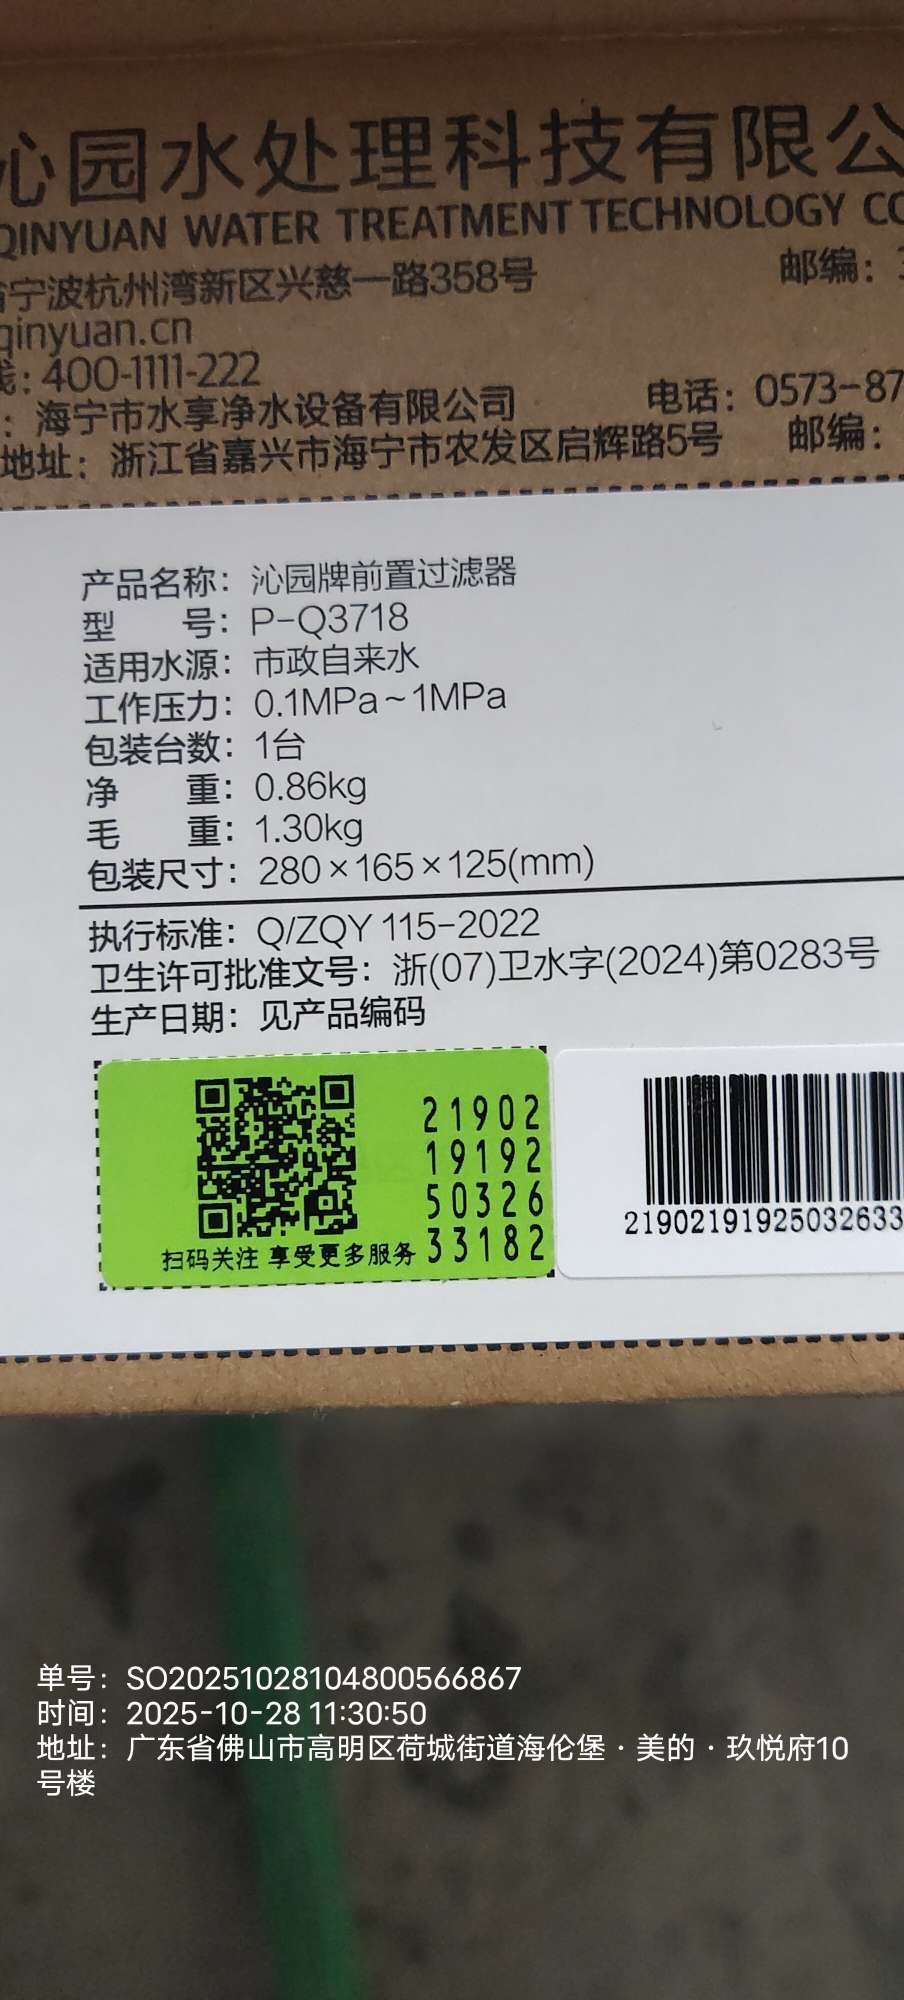 沁园水处理科技有限公
QINYUAN WATER TREATMENT TECHNOLOGY CO
宁波杭州湾新区兴慈一路358号 邮编：3
qinyuan.cn
线：400-1111-222
：海宁市水享净水设备有限公司 电话：0573-87
地址：浙江省嘉兴市海宁市农发区启辉路5号 邮编：
产品名称：沁园牌前置过滤器
型 号：P-Q3718
适用水源：市政自来水
工作压力：0.1MPa~1MPa
包装台数：1台
净 重：0.86kg
毛 重：1.30kg
包装尺寸：280×165×125(mm)
执行标准：Q/ZQY 115-2022
卫生许可批准文号：浙(07)卫水字(2024)第0283号
生产日期：见产品编码
21902
19192
50326
33182
扫码关注 享受更多服务
21902191925032633
单号：SO20251028104800566867
时间：2025-10-28 11:30:50
地址：广东省佛山市高明区荷城街道海伦堡·美的·玖悦府10
号楼